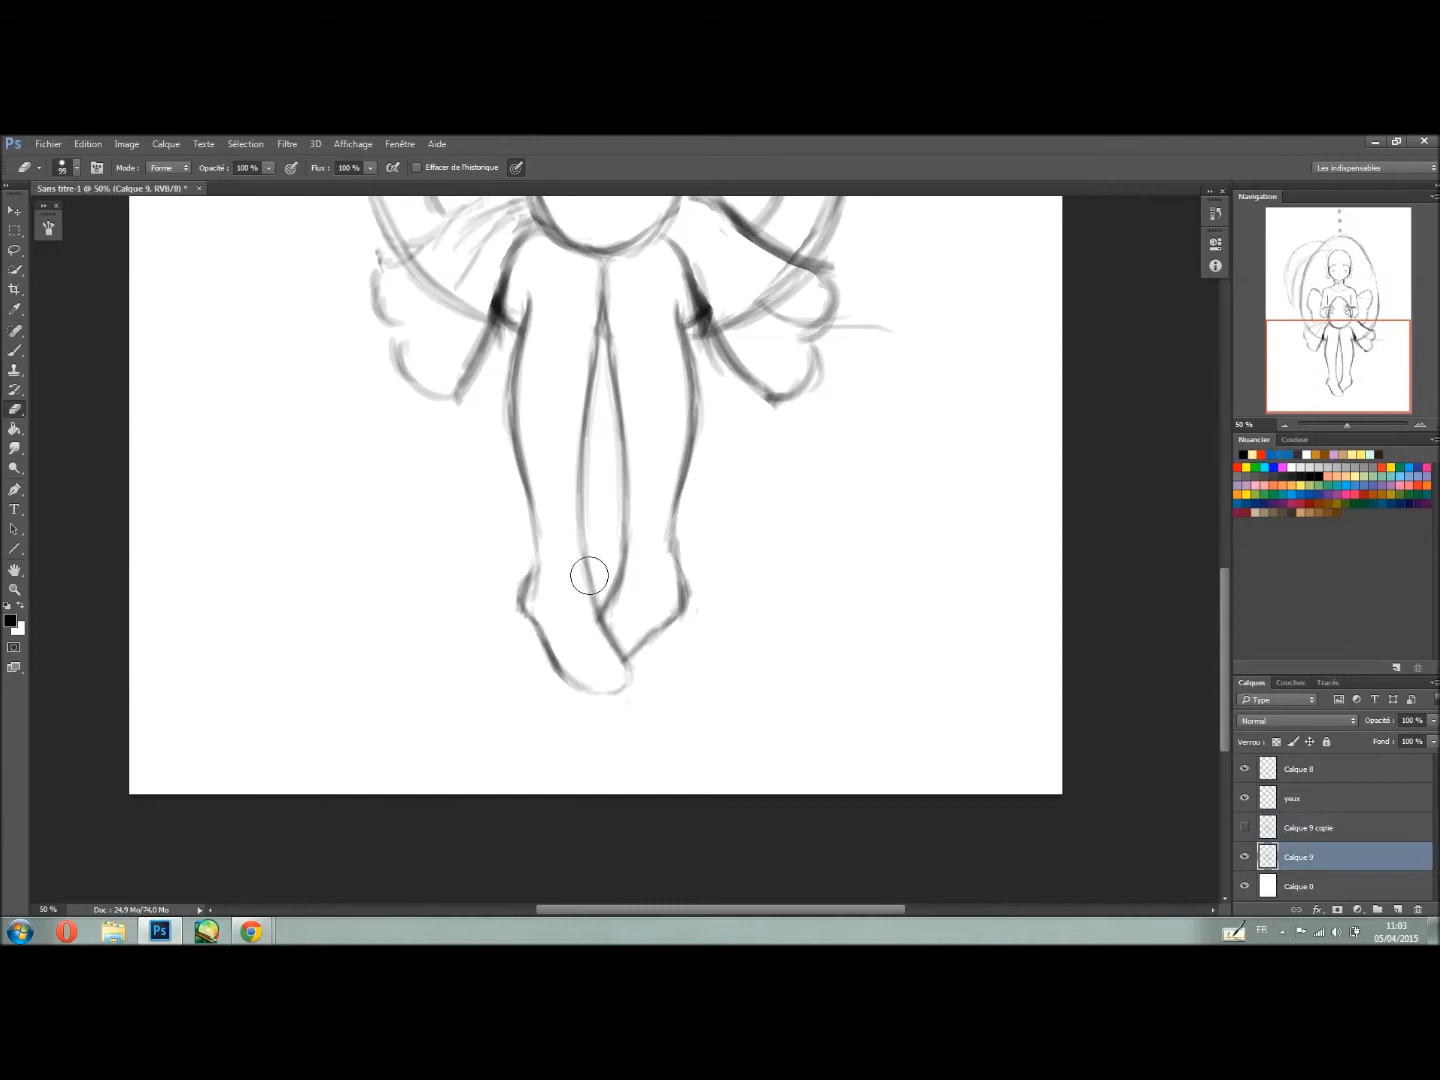 Ps Fichier Edition Image Calque Texte Sélection Filtre 3D Affichage Fenêtre Aide
99 Mode : Forme Opacité : 100 % Flux : 100 % Effacer de l'historique Les indispensables
Sans titre-1 @ 50% (Calque 9, RVB/8) * ×
Navigation
50 %
Nuancier Couleur
Calques Couches Tracés
Type
Normal Opacité : 100 %
Verrou : Fond : 100 %
Calque 8
yeux
Calque 9 copie
Calque 9
Calque 0
50 % Doc : 24,9 Mo/74,0 Mo
Ps FR 11:03
05/04/2015